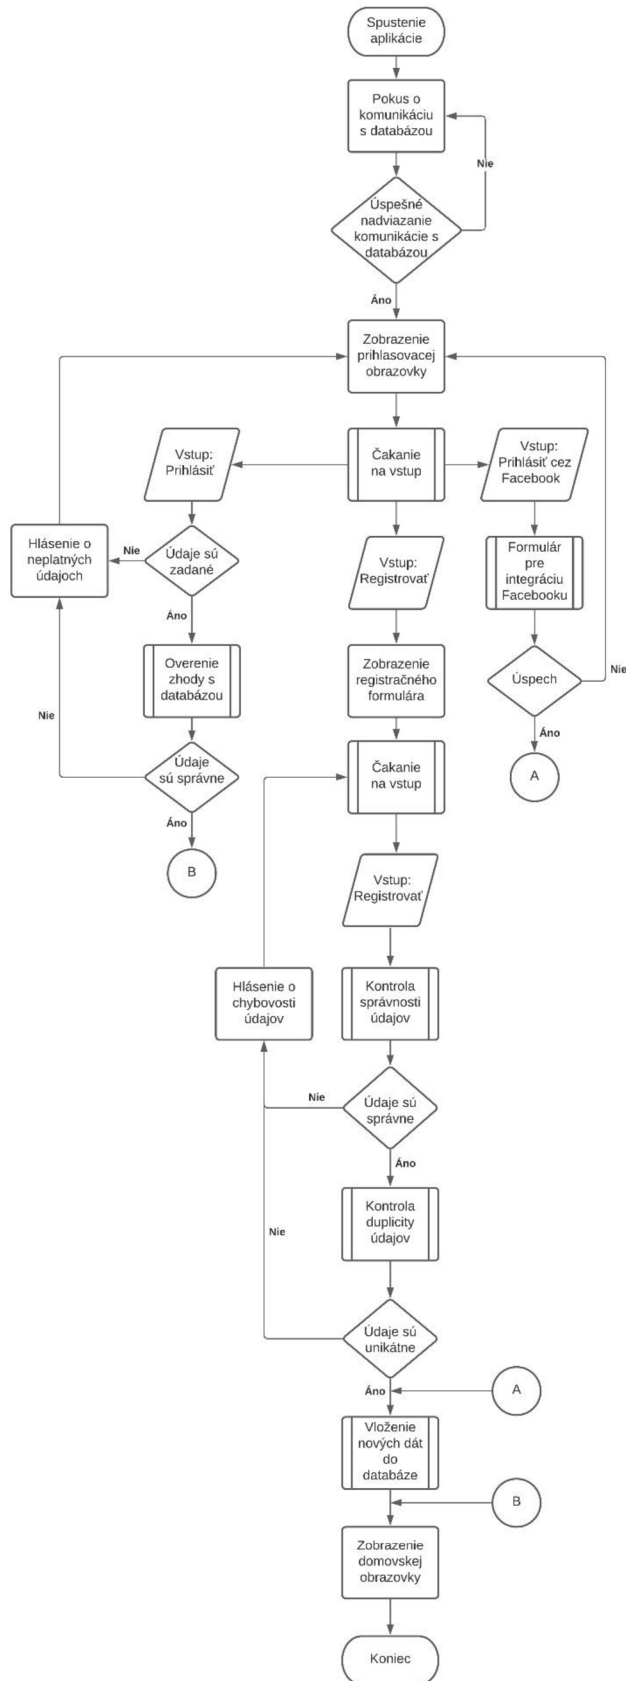 Spustenie
aplikácie
Pokus o
komunikáciu
s databázou
Nie
Úspešné
nadviazanie
komunikácie s
databázou
Áno
Zobrazenie
prihlasovacej
obrazovky
Vstup:
Prihlásiť
Čakanie
na vstup
Vstup:
Prihlásiť cez
Facebook
Hlásenie o
neplatných
údajoch
Nie
Údaje sú
zadané
Vstup:
Registrovať
Formulár
pre
integráciu
Facebooku
Áno
Overenie
zhody s
databázou
Zobrazenie
registračného
formulára
Úspech
Nie
Nie
Áno
Údaje
sú správne
Čakanie
na vstup
A
Áno
B
Vstup:
Registrovať
Hlásenie o
chybovosti
údajov
Kontrola
správnosti
údajov
Nie
Údaje sú
správne
Áno
Kontrola
duplicity
údajov
Nie
Údaje sú
unikátne
Áno
A
Vloženie
nových dát
do
databáze
B
Zobrazenie
domovskej
obrazovky
Koniec